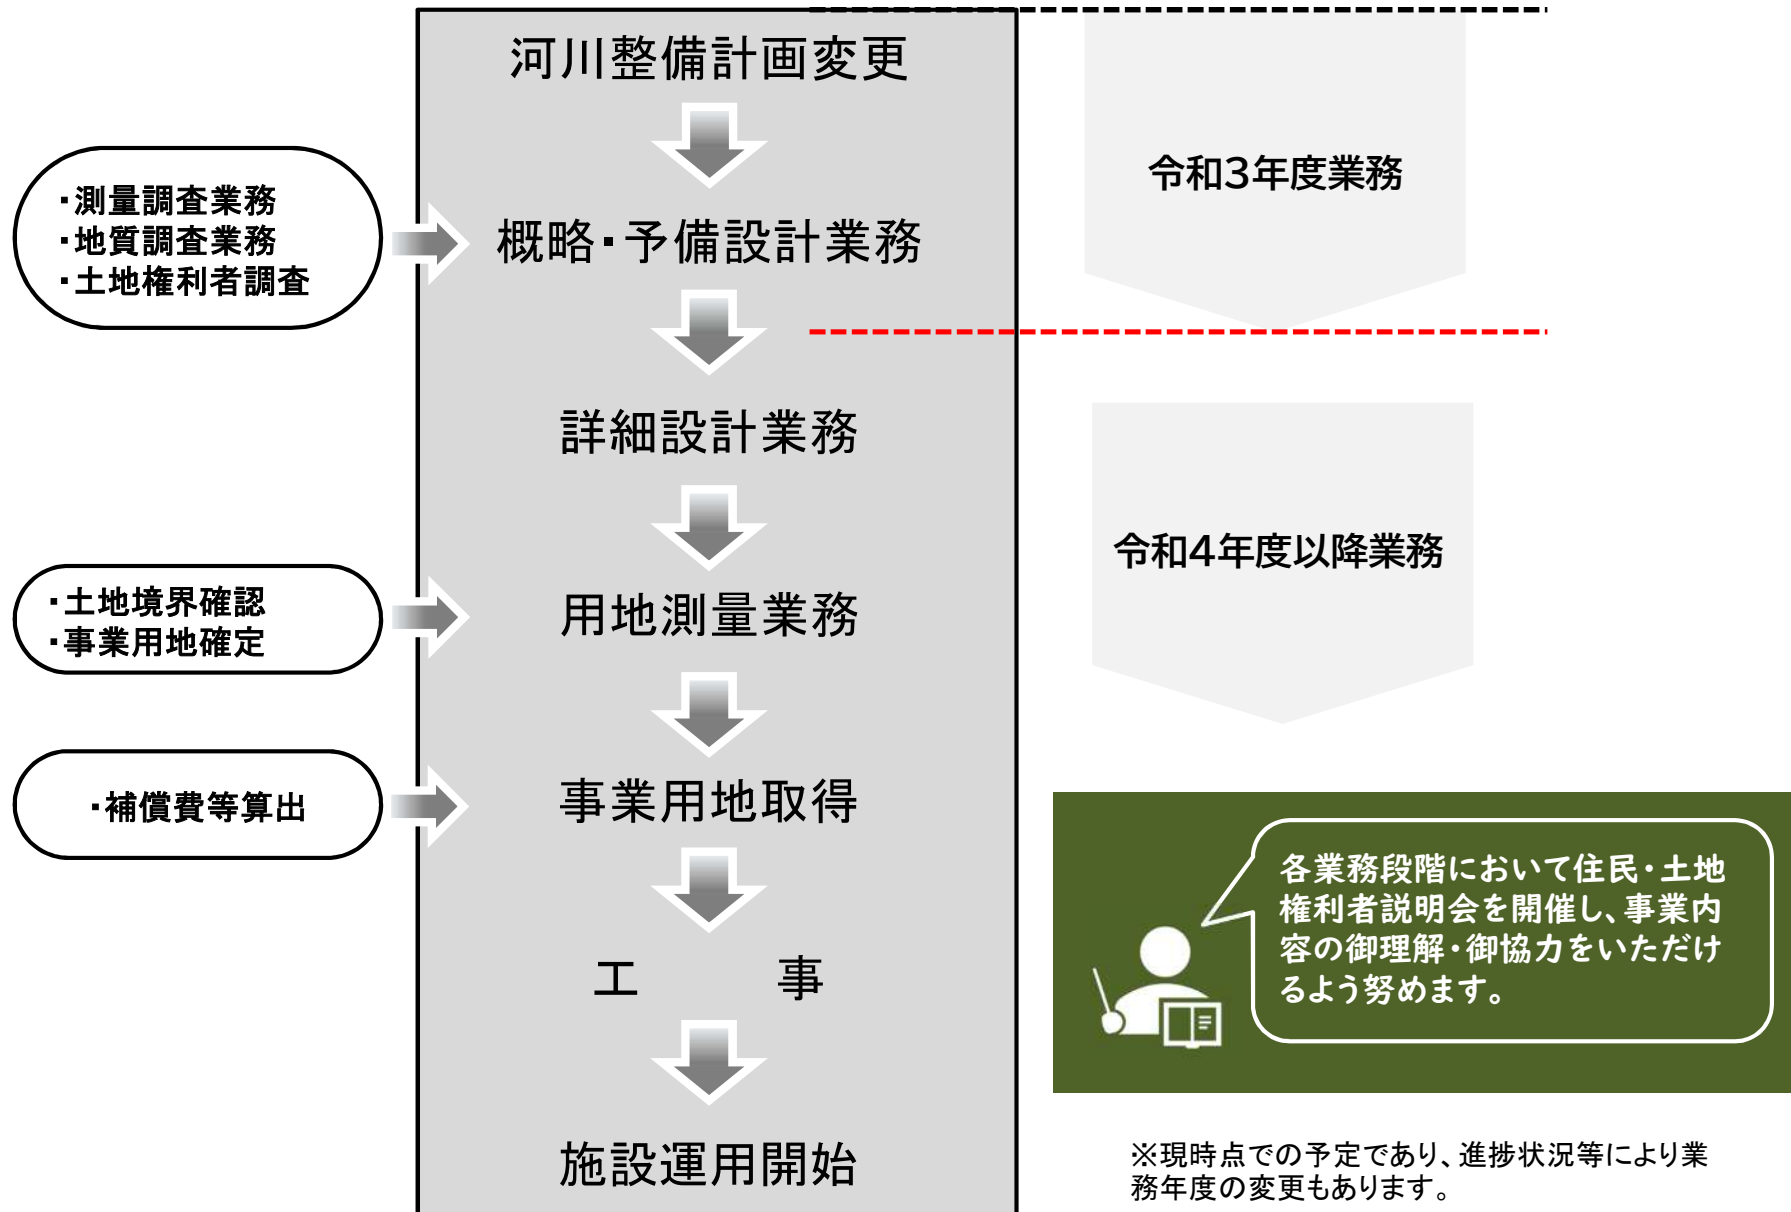 河川整備計画変更
令和3年度業務
・測量調査業務
・地質調査業務
・土地権利者調査
概略・予備設計業務
詳細設計業務
令和4年度以降業務
・土地境界確認
・事業用地確定
用地測量業務
・補償費等算出
事業用地取得
各業務段階において住民・土地
権利者説明会を開催し、事業内
容の御理解・御協力をいただけ
るよう努めます。
工　事
施設運用開始
※現時点での予定であり、進捗状況等により業
務年度の変更もあります。